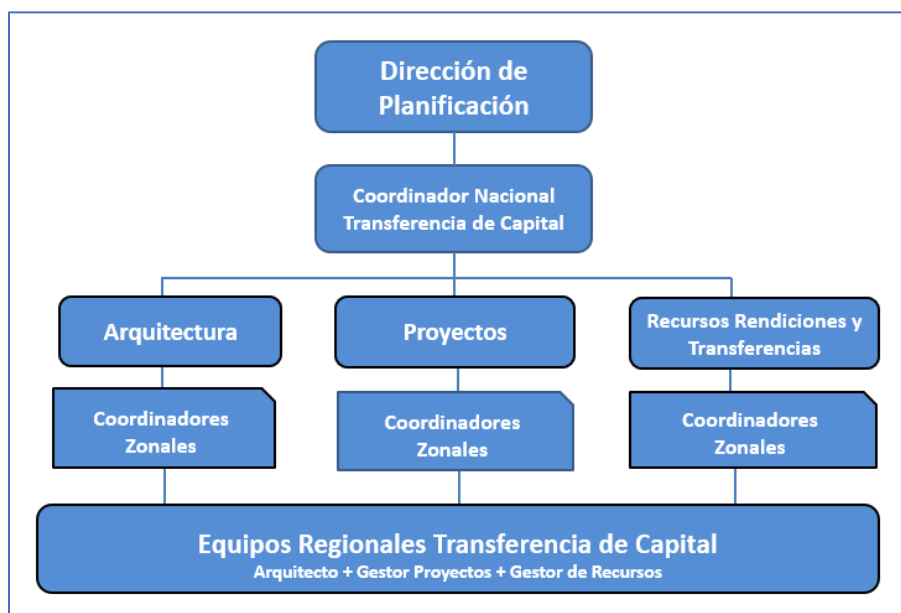 Dirección de
Planificación
Coordinador Nacional
Transferencia de Capital
Arquitectura
Proyectos
Recursos Rendiciones y
Transferencias
Coordinadores
Zonales
Coordinadores
Zonales
Coordinadores
Zonales
Equipos Regionales Transferencia de Capital
Arquitecto + Gestor Proyectos + Gestor de Recursos